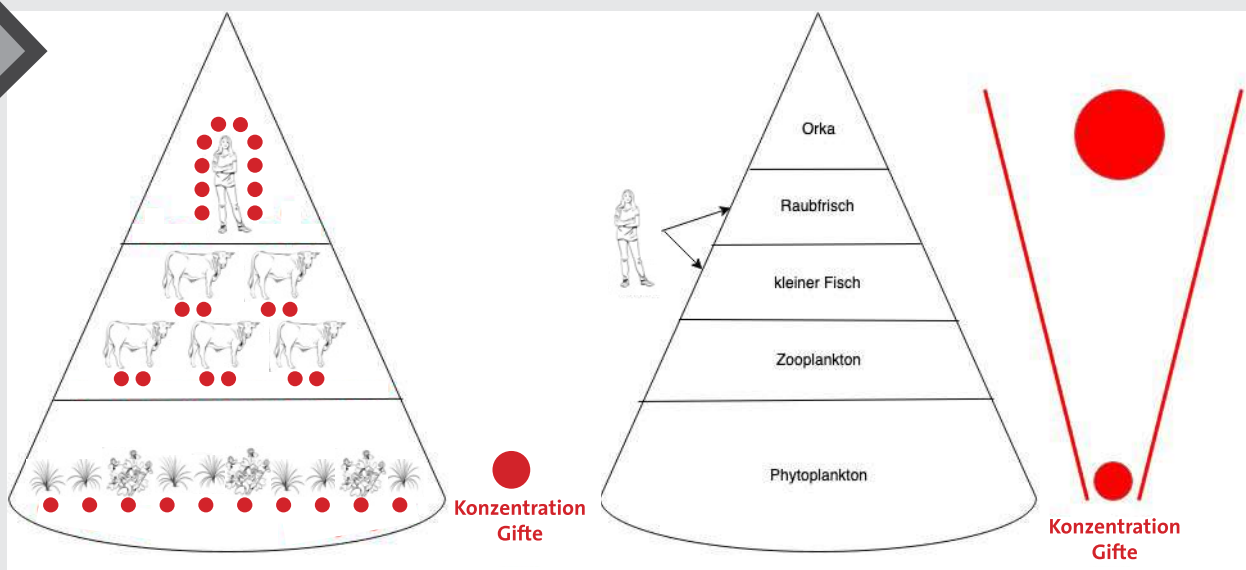 Konzentration
Gifte
Orka
Raubfrisch
kleiner Fisch
Zooplankton
Phytoplankton
Konzentration
Gifte